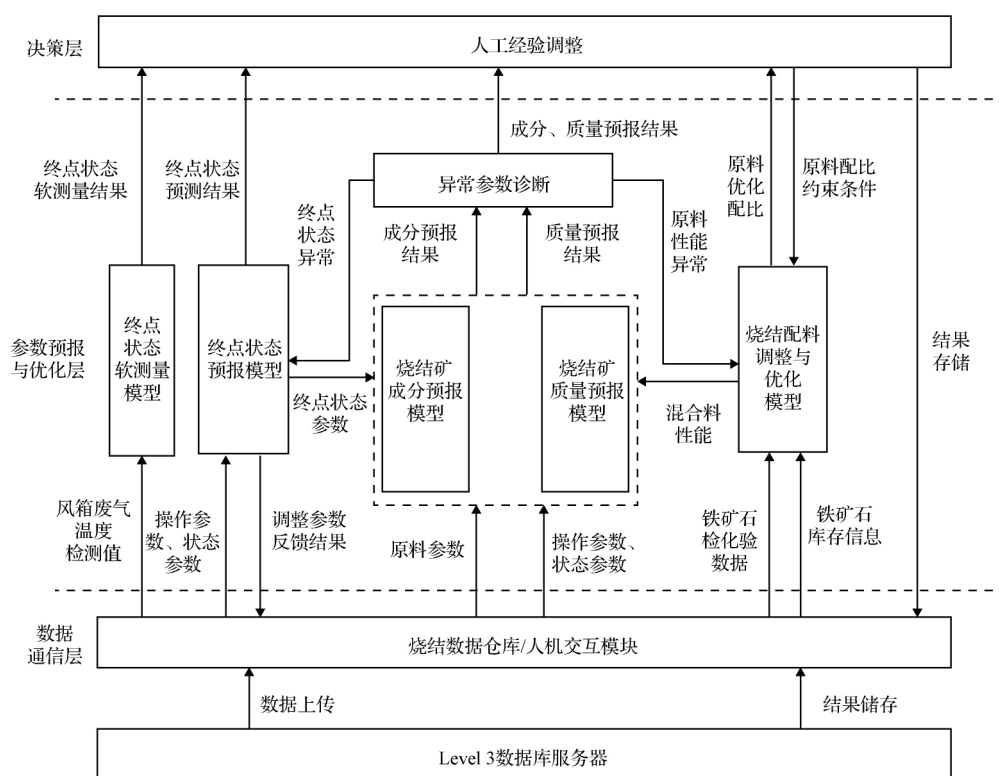 决策层
人工经验调整
成分、质量预报结果
终点状态
软测量结果
终点状态
预测结果
异常参数诊断
原料
优化
配比
原料配比
约束条件
终点
状态
异常
成分预报
结果
质量预报
结果
原料
性能
异常
参数预报
与优化层
终点
状态
软测量
模型
终点状态
预报模型
烧结矿
成分预报
模型
烧结矿
质量预报
模型
烧结配料
调整与
优化
模型
结果
存储
终点状态
参数
混合料
性能
风箱废气
温度
检测值
操作参
数、状态
参数
调整参数
反馈结果
原料参数
操作参数、
状态参数
铁矿石
检化验
数据
铁矿石
库存信息
数据
通信层
烧结数据仓库/人机交互模块
数据上传
结果储存
Level 3数据库服务器